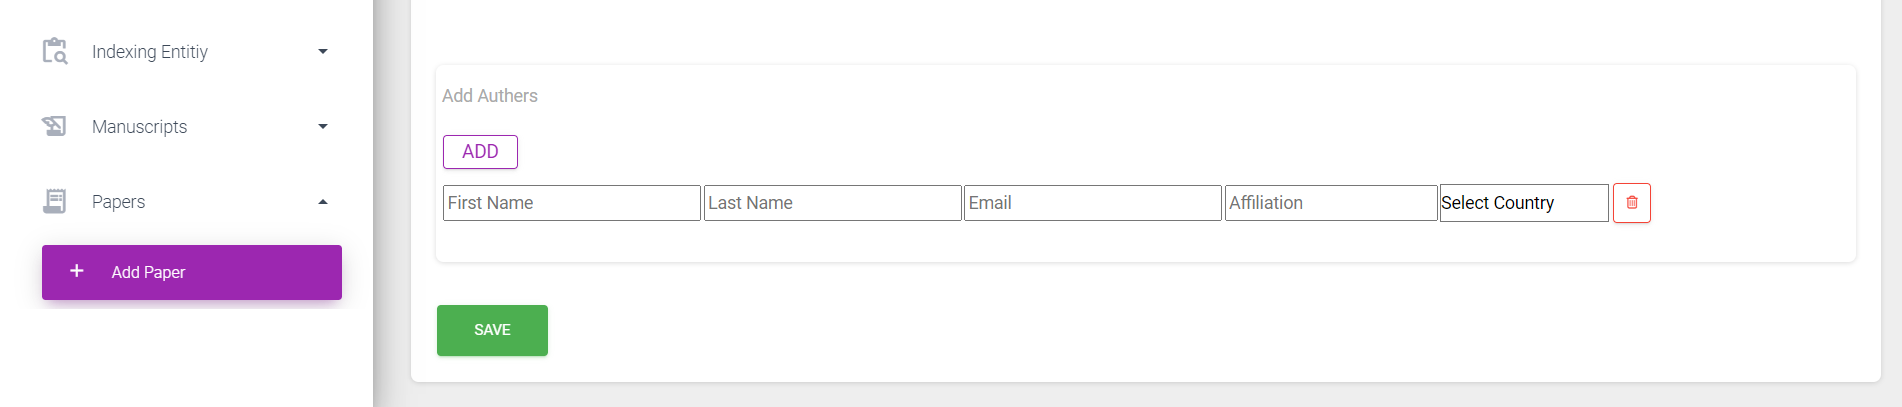 Indexing Entitiy
Manuscripts
Papers
+ Add Paper
Add Authers
ADD
First Name Last Name Email Affiliation Select Country
SAVE